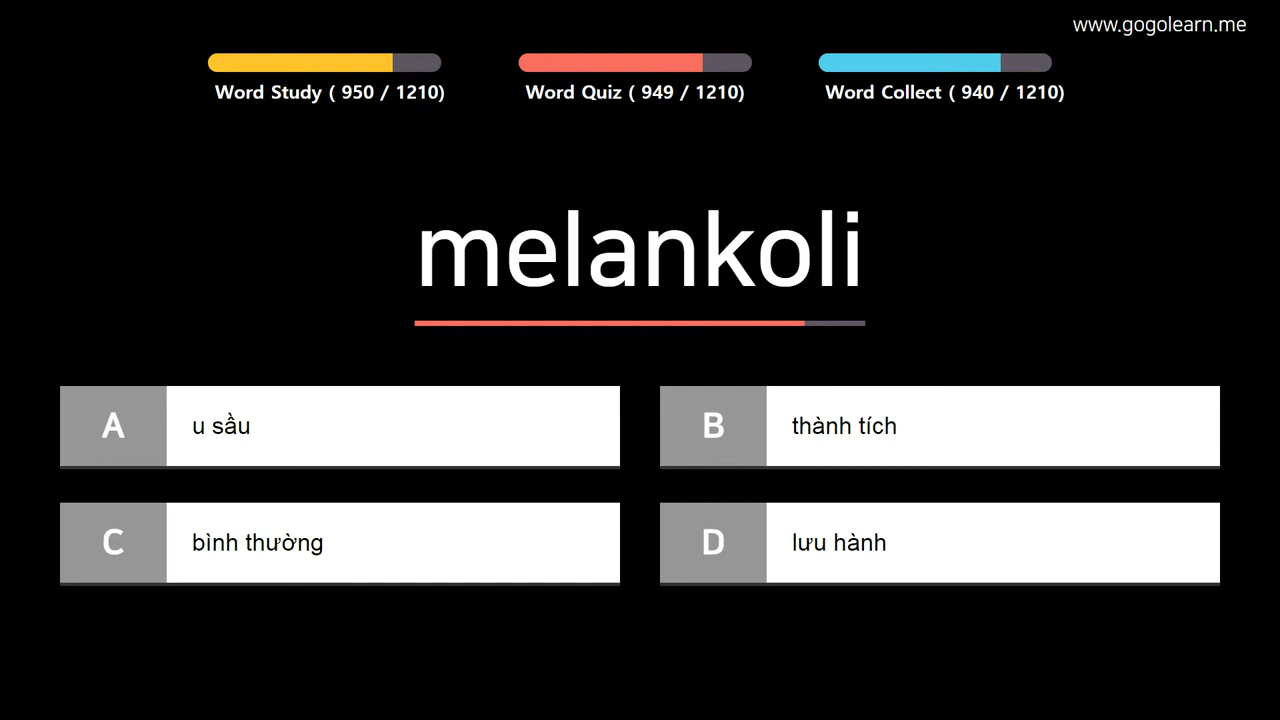 www.gogolearn.me
Word Study ( 950 / 1210)
Word Quiz ( 949 / 1210)
Word Collect ( 940 / 1210)
melankoli
A
u sầu
B
thành tích
C
bình thường
D
lưu hành